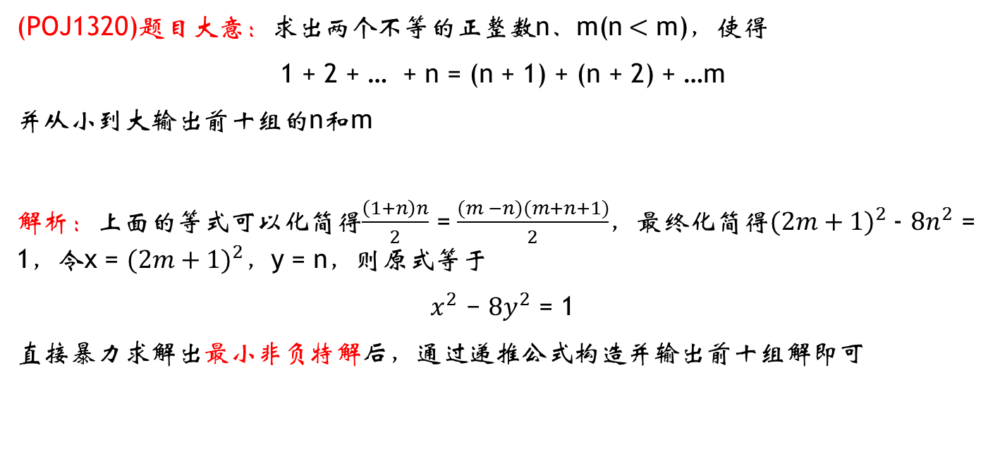 (POJ1320)题目大意：求出两个不等的正整数n、m(n < m)，使得
1 + 2 + … + n = (n + 1) + (n + 2) + …m
并从小到大输出前十组的n和m
解析：上面的等式可以化简得$\frac{(1+n)n}{2} = \frac{(m-n)(m+n+1)}{2}$，最终化简得$(2m+1)^2 - 8n^2 =$
1，令x = $(2m+1)^2$，y = n，则原式等于
$x^2 - 8y^2 = 1$
直接暴力求解出最小非负特解后，通过递推公式构造并输出前十组解即可